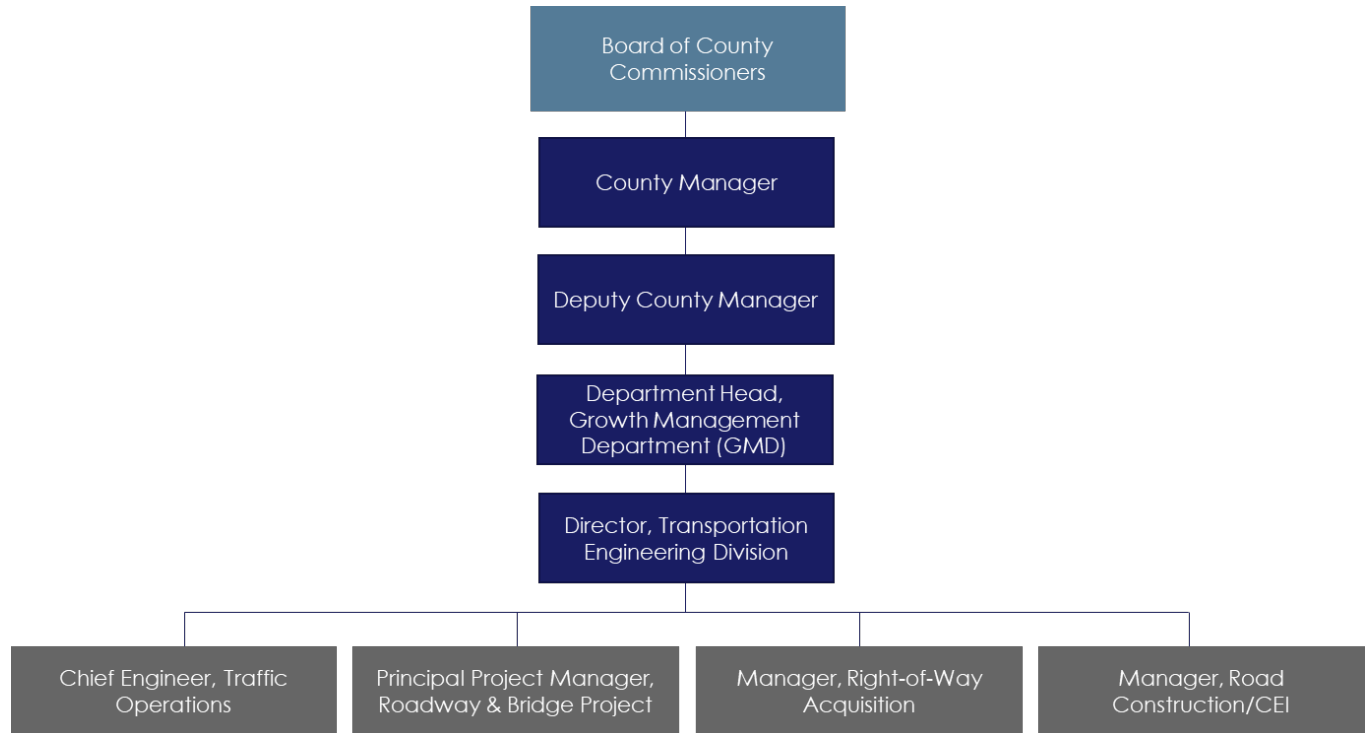 Board of County
Commissioners
County Manager
Deputy County Manager
Department Head,
Growth Management
Department (GMD)
Director, Transportation
Engineering Division
Chief Engineer, Traffic
Operations
Principal Project Manager,
Roadway & Bridge Project
Manager, Right-of-Way
Acquisition
Manager, Road
Construction/CEI